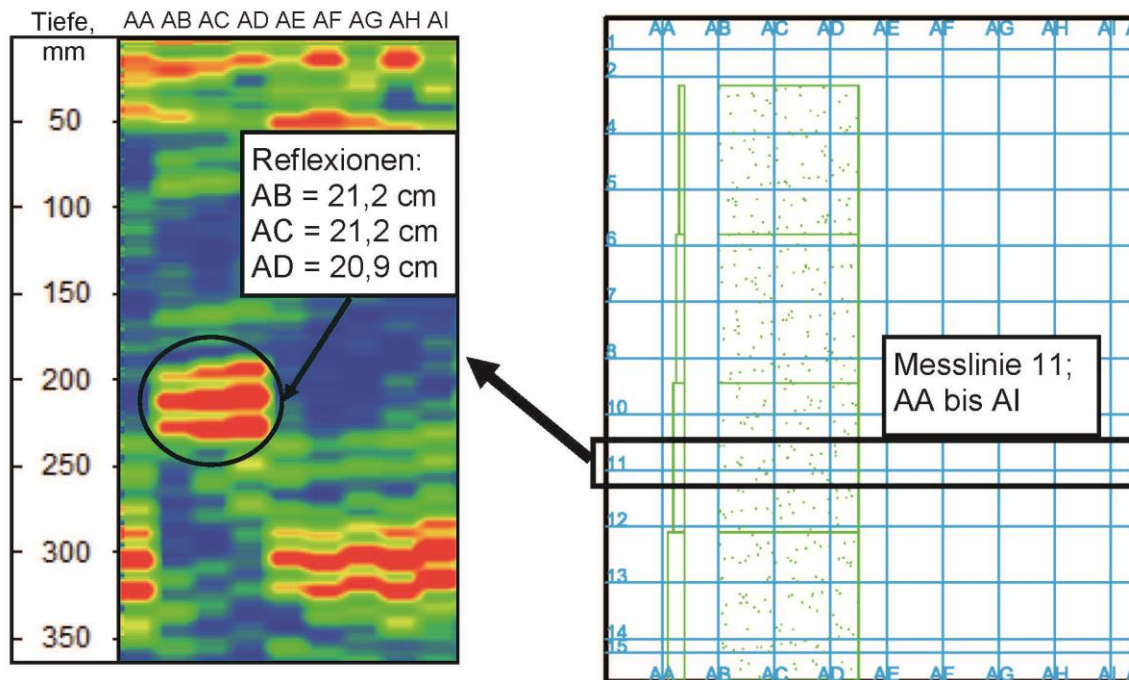 Tiefe, AA AB AC AD AE AF AG AH AI
mm
50
100
150
200
250
300
350
Reflexionen:
AB = 21,2 cm
AC = 21,2 cm
AD = 20,9 cm
AA AB AC AD AE AF AG AH AI
1
2
4
5
6
7
8
10
11
12
13
14
15
Messlinie 11;
AA bis AI
AA AB AC AD AE AF AG AH AI